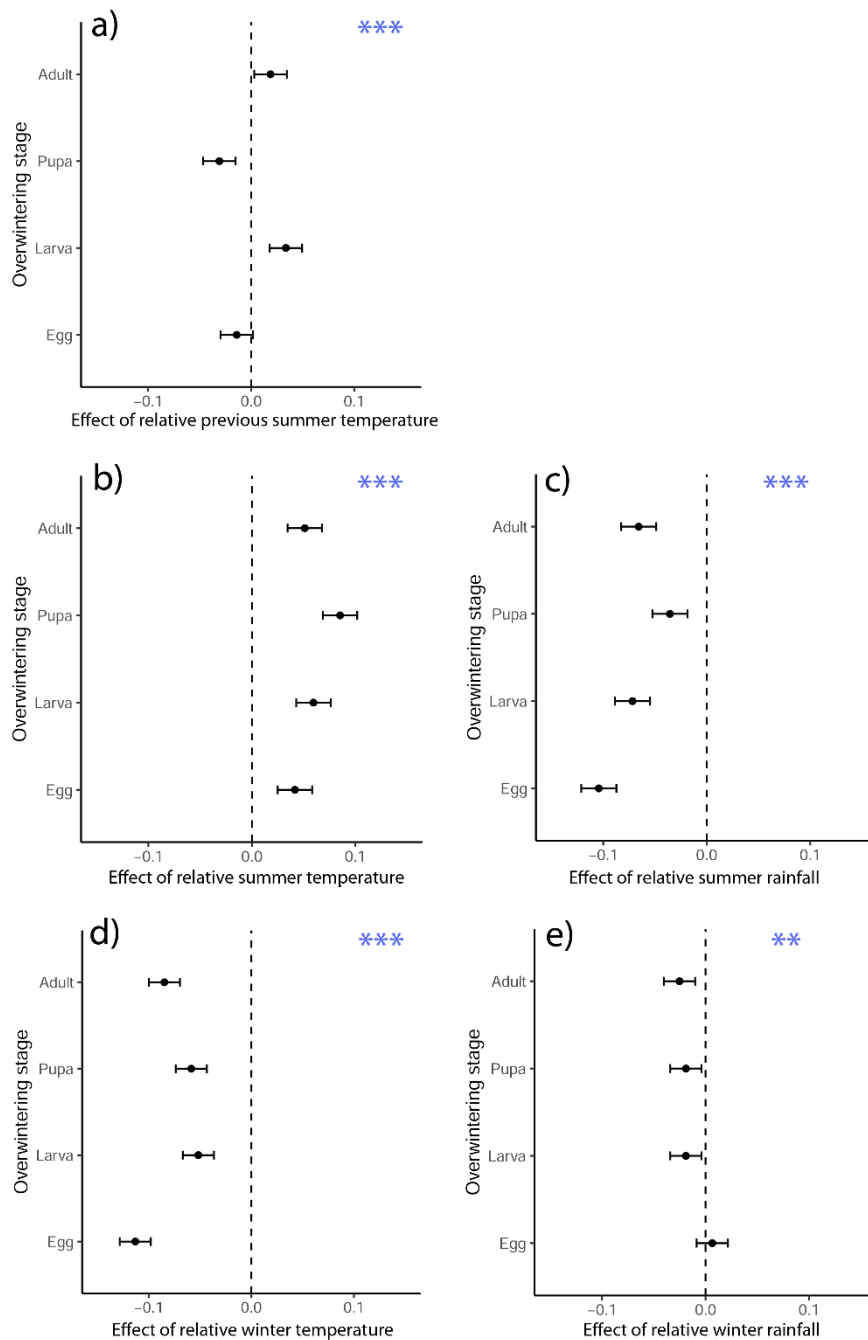 a)
***
Adult
Pupa
Larva
Egg
Overwintering stage
−0.1 0.0 0.1
Effect of relative previous summer temperature
b)
***
Adult
Pupa
Larva
Egg
Overwintering stage
−0.1 0.0 0.1
Effect of relative summer temperature
c)
***
Adult
Pupa
Larva
Egg
Overwintering stage
−0.1 0.0 0.1
Effect of relative summer rainfall
d)
***
Adult
Pupa
Larva
Egg
Overwintering stage
−0.1 0.0 0.1
Effect of relative winter temperature
e)
**
Adult
Pupa
Larva
Egg
Overwintering stage
−0.1 0.0 0.1
Effect of relative winter rainfall